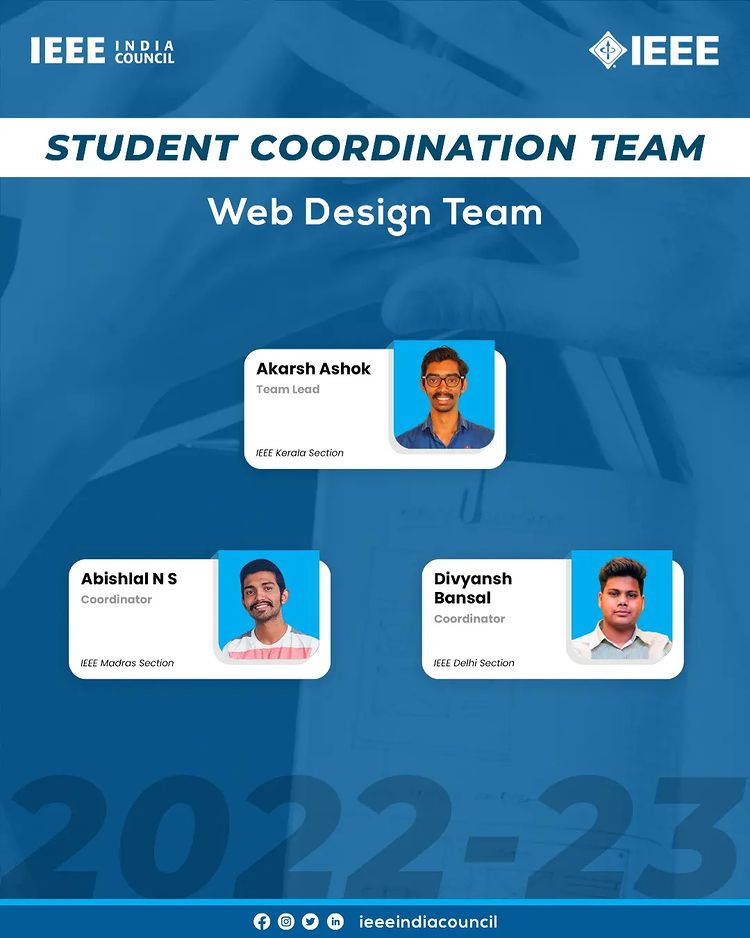 IEEE INDIA COUNCIL
IEEE
STUDENT COORDINATION TEAM
Web Design Team
Akarsh Ashok
Team Lead
IEEE Kerala Section
Abishlal N S
Coordinator
IEEE Madras Section
Divyansh
Bansal
Coordinator
IEEE Delhi Section
2022-23
ieeeindiacouncil